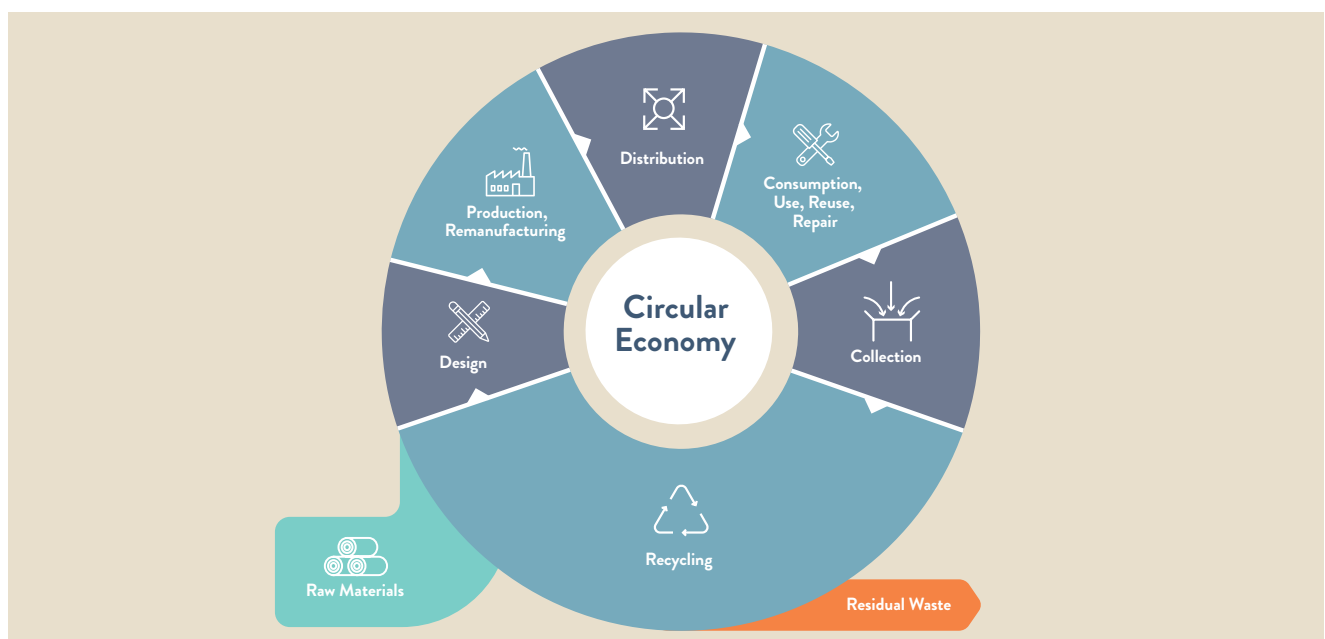 Distribution
Consumption,
Use, Reuse,
Repair
Production,
Remanufacturing
Circular
Economy
Collection
Design
Recycling
Raw Materials
Residual Waste